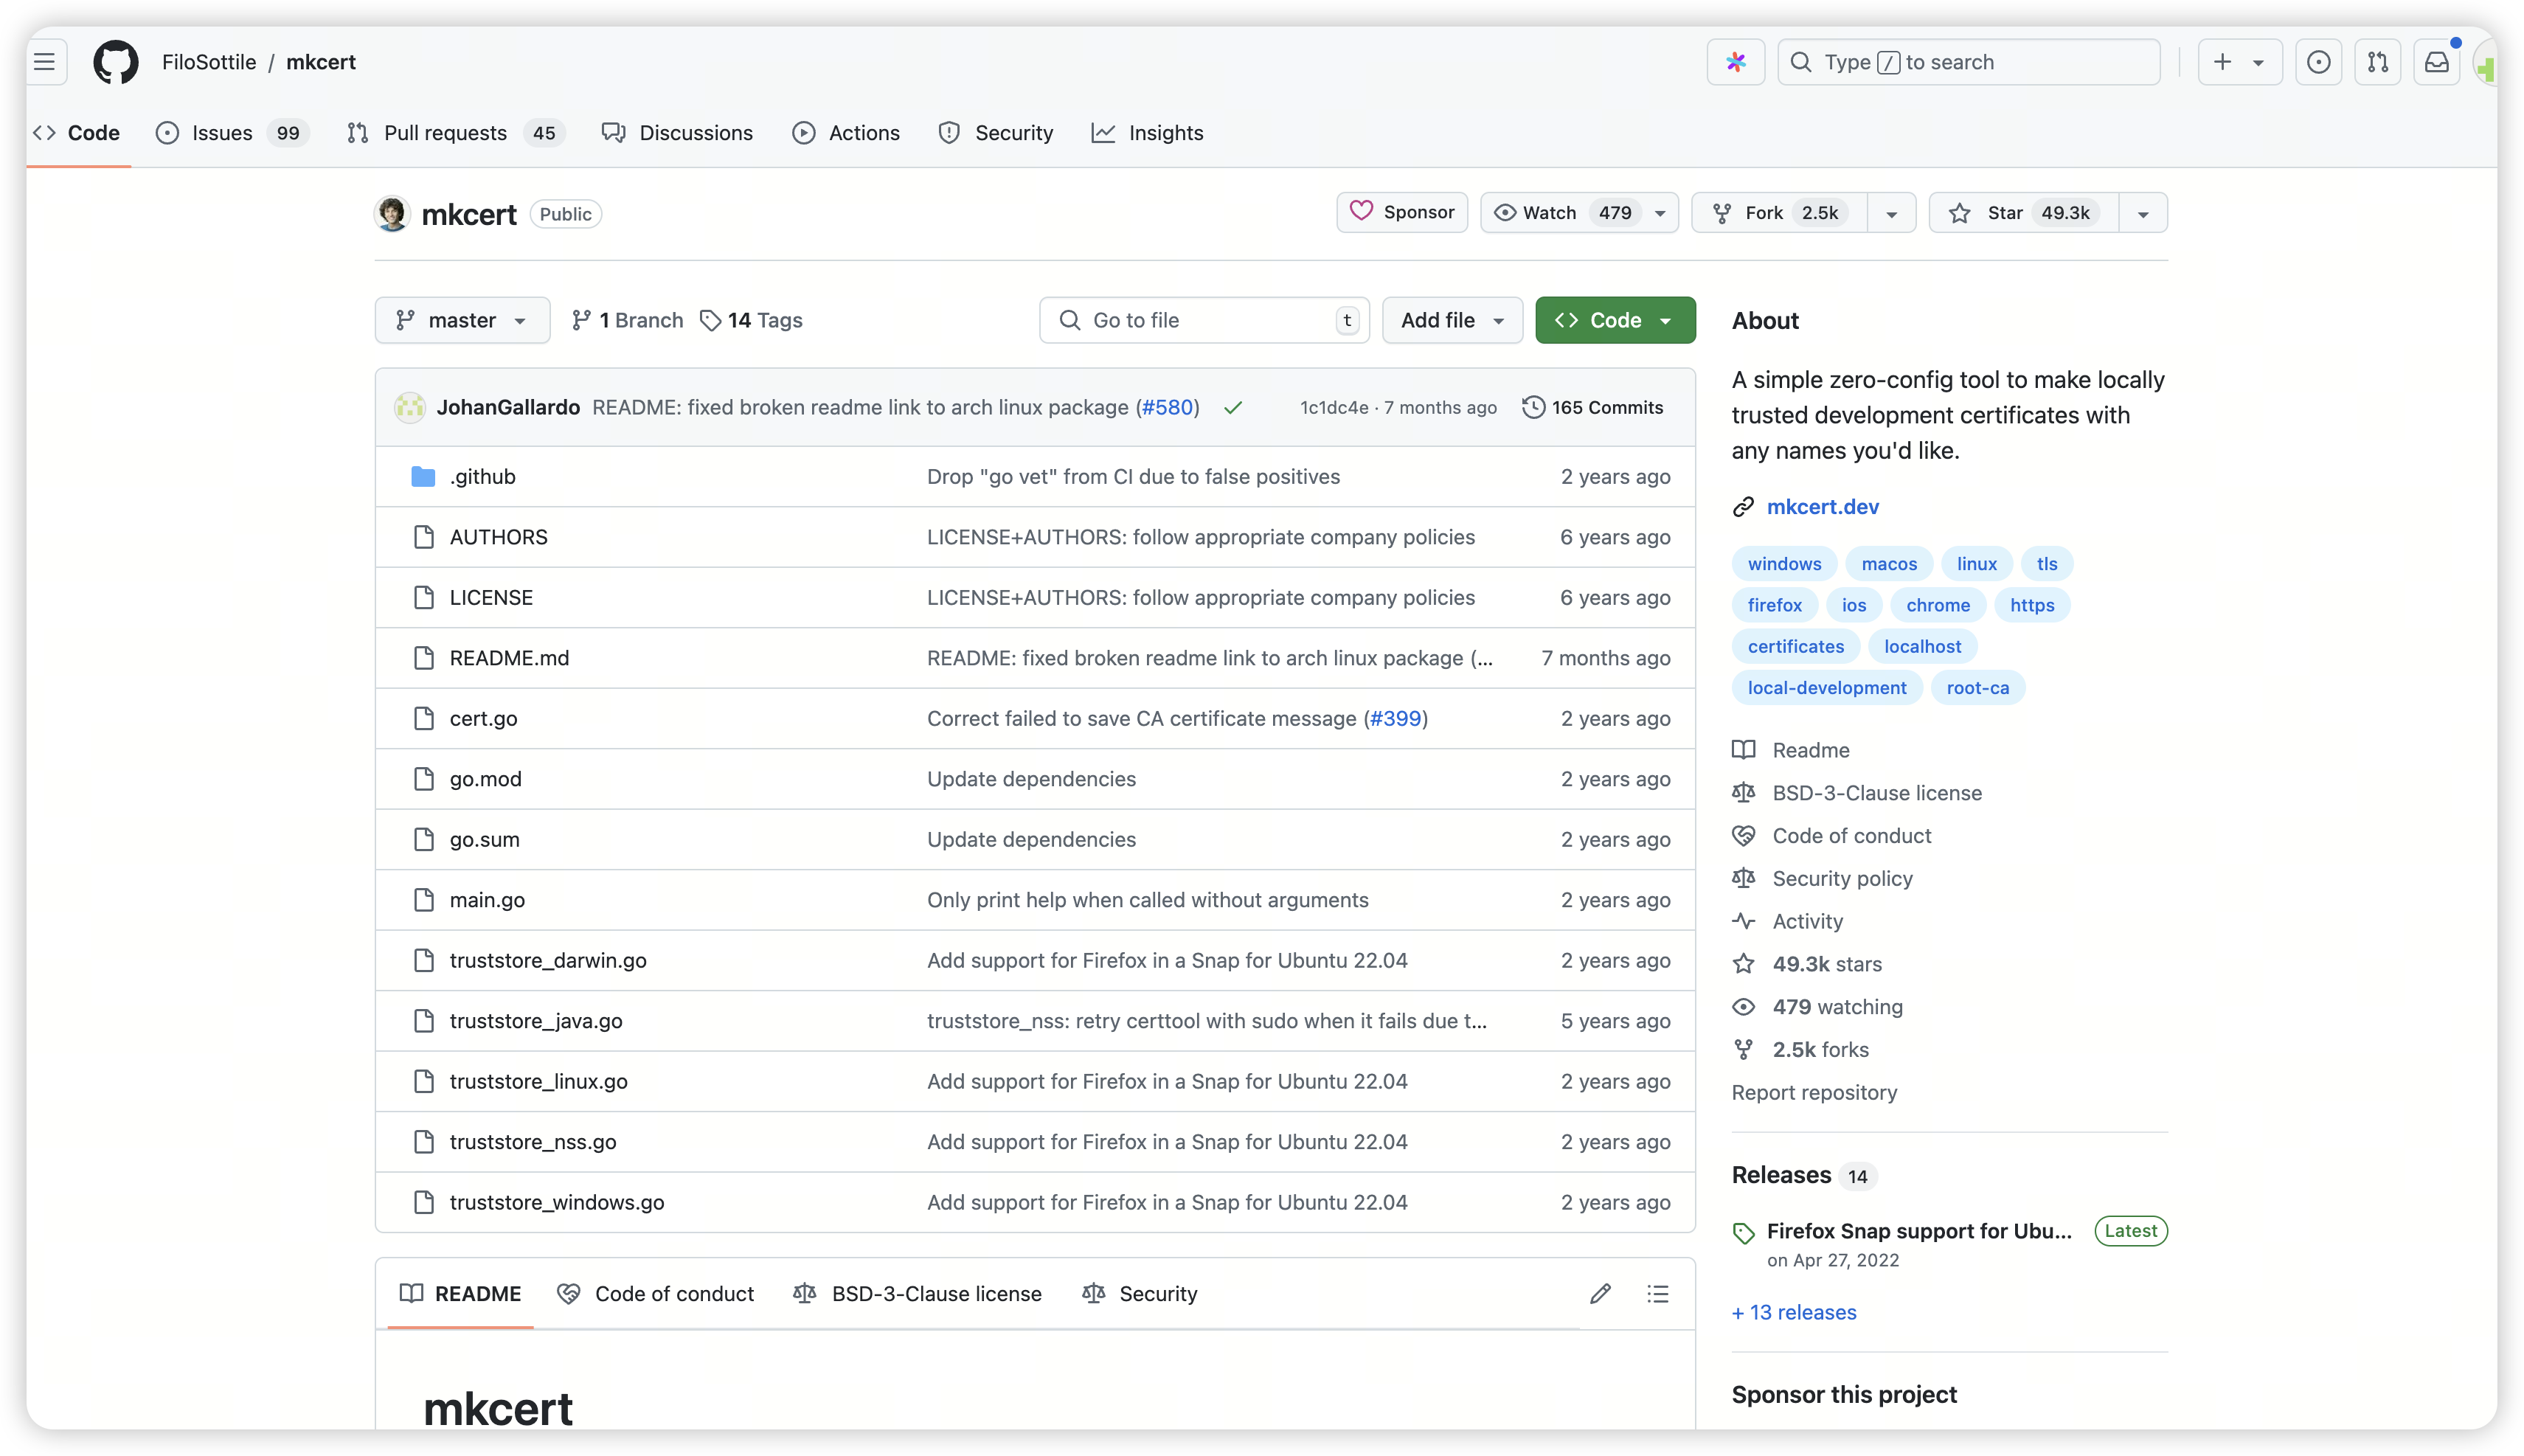 FiloSottile / mkcert
Type / to search
Code
Issues 99
Pull requests 45
Discussions
Actions
Security
Insights
mkcert Public
Sponsor
Watch 479
Fork 2.5k
Star 49.3k
master
1 Branch
14 Tags
Go to file t
Add file
Code
JohanGallardo README: fixed broken readme link to arch linux package (#580) 1c1dc4e · 7 months ago 165 Commits
.github Drop "go vet" from CI due to false positives 2 years ago
AUTHORS LICENSE+AUTHORS: follow appropriate company policies 6 years ago
LICENSE LICENSE+AUTHORS: follow appropriate company policies 6 years ago
README.md README: fixed broken readme link to arch linux package (... 7 months ago
cert.go Correct failed to save CA certificate message (#399) 2 years ago
go.mod Update dependencies 2 years ago
go.sum Update dependencies 2 years ago
main.go Only print help when called without arguments 2 years ago
truststore_darwin.go Add support for Firefox in a Snap for Ubuntu 22.04 2 years ago
truststore_java.go truststore_nss: retry certtool with sudo when it fails due t... 5 years ago
truststore_linux.go Add support for Firefox in a Snap for Ubuntu 22.04 2 years ago
truststore_nss.go Add support for Firefox in a Snap for Ubuntu 22.04 2 years ago
truststore_windows.go Add support for Firefox in a Snap for Ubuntu 22.04 2 years ago
README
Code of conduct
BSD-3-Clause license
Security
mkcert
About
A simple zero-config tool to make locally
trusted development certificates with
any names you'd like.
mkcert.dev
windows macos linux tls
firefox ios chrome https
certificates localhost
local-development root-ca
Readme
BSD-3-Clause license
Code of conduct
Security policy
Activity
49.3k stars
479 watching
2.5k forks
Report repository
Releases 14
Firefox Snap support for Ubu... Latest
on Apr 27, 2022
+ 13 releases
Sponsor this project